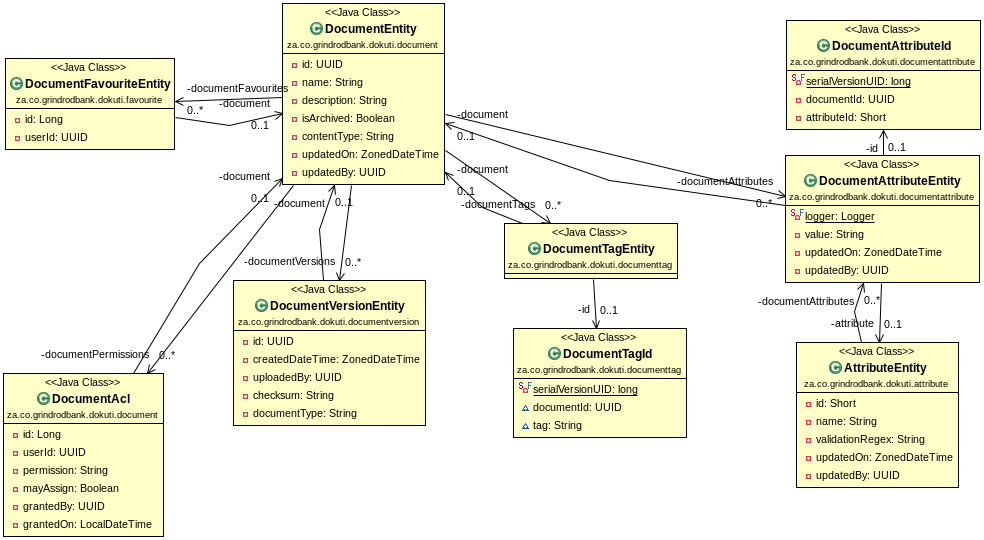 <<Java Class>>
DocumentEntity
za.co.grindrodbank.dokuti.document
id: UUID
name: String
description: String
isArchived: Boolean
contentType: String
updatedOn: ZonedDateTime
updatedBy: UUID
<<Java Class>>
DocumentFavouriteEntity
za.co.grindrodbank.dokuti.favourite
id: Long
userId: UUID
-documentFavourites
0..*
-document
0..1
<<Java Class>>
DocumentAttributeId
za.co.grindrodbank.dokuti.documentattribute
S F
serialVersionUID: long
documentId: UUID
attributeId: Short
-id
0..1
-document
0..1
-documentAttributes
0..*
<<Java Class>>
DocumentAttributeEntity
za.co.grindrodbank.dokuti.documentattribute
S F
logger: Logger
value: String
updatedOn: ZonedDateTime
updatedBy: UUID
-document
0..1
-documentTags
0..*
<<Java Class>>
DocumentTagEntity
za.co.grindrodbank.dokuti.documenttag
-id
0..1
-document
0..1
-document
0..1
-documentVersions
0..*
<<Java Class>>
DocumentVersionEntity
za.co.grindrodbank.dokuti.documentversion
id: UUID
createdDateTime: ZonedDateTime
uploadedBy: UUID
checksum: String
documentType: String
<<Java Class>>
DocumentTagId
za.co.grindrodbank.dokuti.documenttag
S F
serialVersionUID: long
documentId: UUID
tag: String
-documentAttributes
0..*
-attribute
0..1
<<Java Class>>
AttributeEntity
za.co.grindrodbank.dokuti.attribute
id: Short
name: String
validationRegex: String
updatedOn: ZonedDateTime
updatedBy: UUID
-documentPermissions
0..*
<<Java Class>>
DocumentAcl
za.co.grindrodbank.dokuti.document
id: Long
userId: UUID
permission: String
mayAssign: Boolean
grantedBy: UUID
grantedOn: LocalDateTime